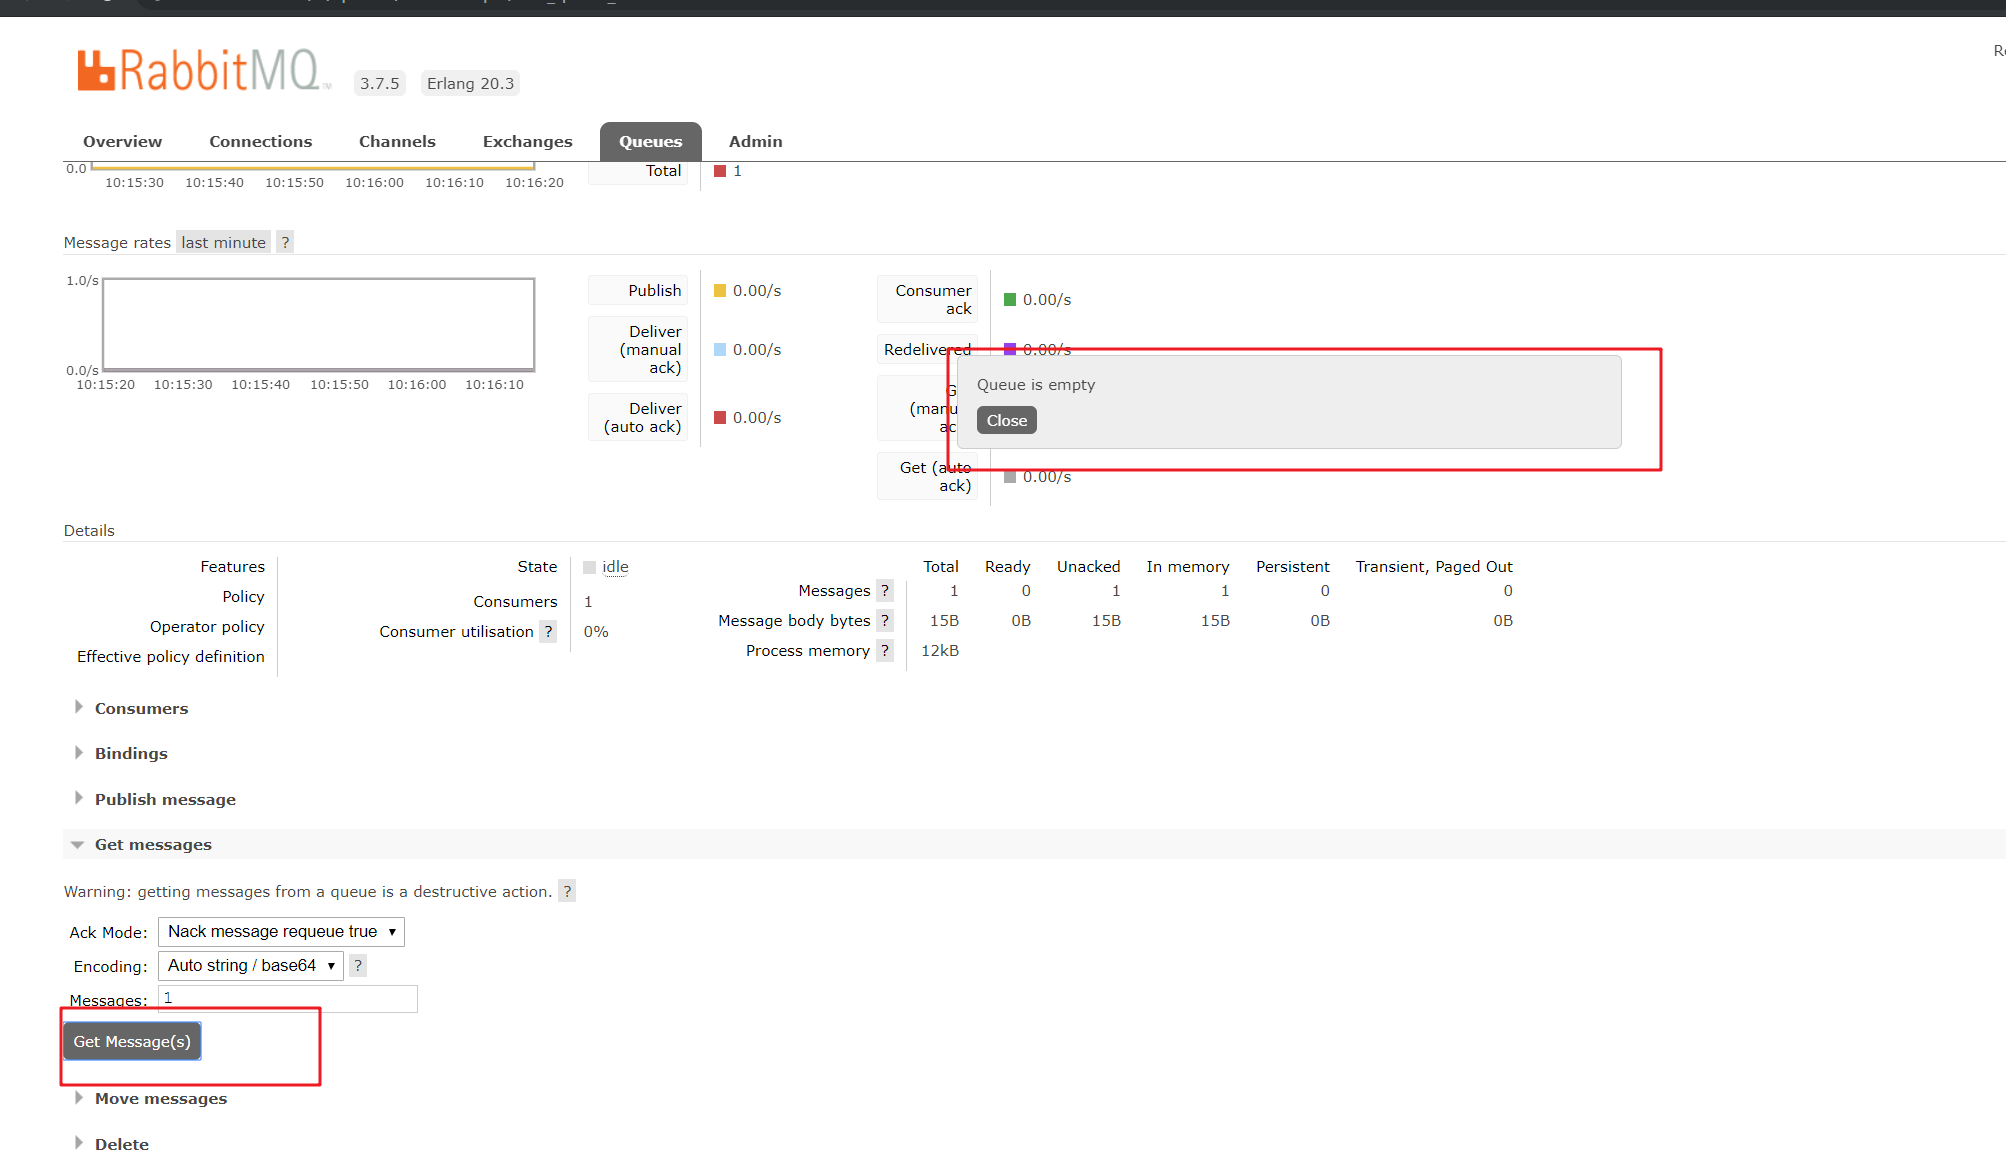 RabbitMQ TM 3.7.5 Erlang 20.3
Re
Overview Connections Channels Exchanges Queues Admin
0.0
10:15:30 10:15:40 10:15:50 10:16:00 10:16:10 10:16:20
Total 1
Message rates last minute ?
1.0/s
0.0/s
10:15:20 10:15:30 10:15:40 10:15:50 10:16:00 10:16:10
Publish 0.00/s
Deliver
(manual
ack) 0.00/s
Deliver
(auto ack) 0.00/s
Consumer
ack 0.00/s
Redelivered 0.00/s
G
(manu
ac
Get (auto
ack) 0.00/s
Queue is empty
Close
Details
Features
Policy
Operator policy
Effective policy definition
State idle
Consumers 1
Consumer utilisation ? 0%
Total Ready Unacked In memory Persistent Transient, Paged Out
Messages ? 1 0 1 1 0 0
Message body bytes ? 15B 0B 15B 15B 0B 0B
Process memory ? 12kB
Consumers
Bindings
Publish message
Get messages
Warning: getting messages from a queue is a destructive action. ?
Ack Mode: Nack message requeue true
Encoding: Auto string / base64 ?
Messages: 1
Get Message(s)
Move messages
Delete